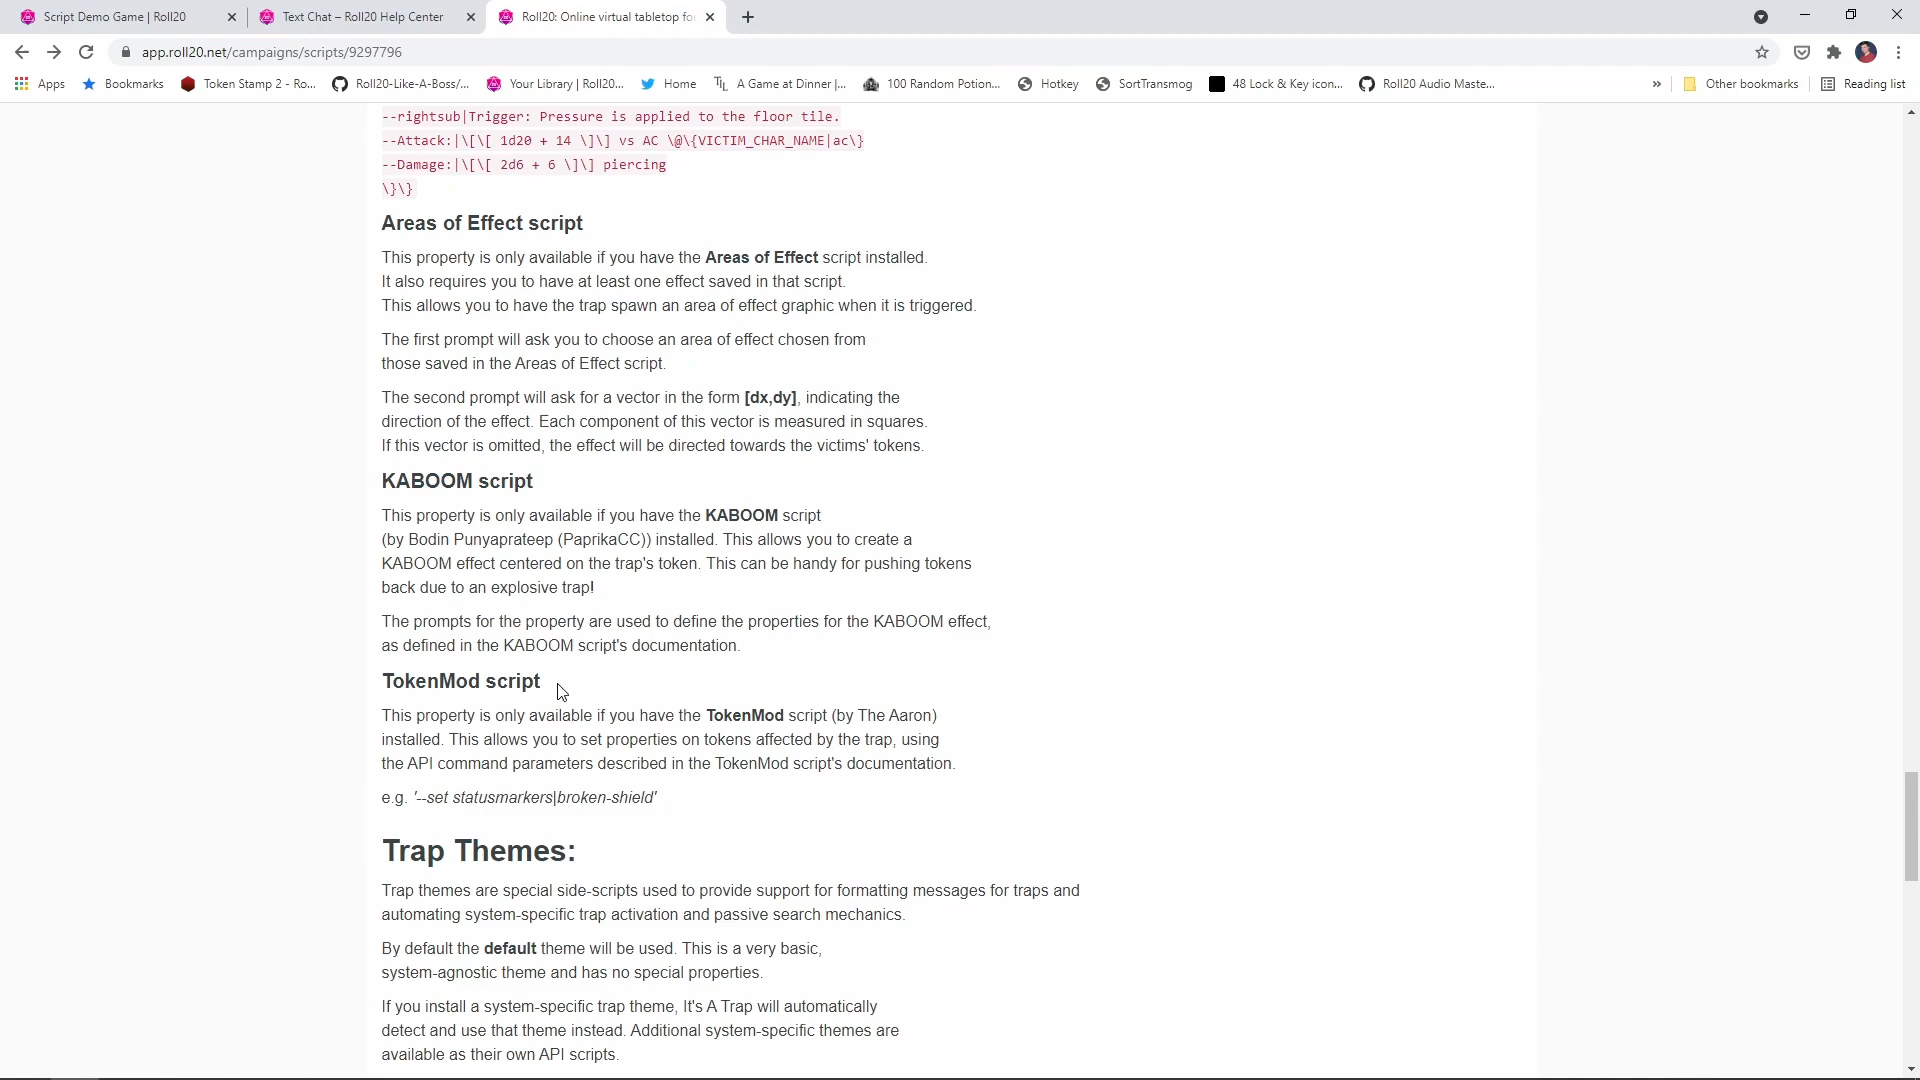 Script Demo Game | Roll20
Text Chat – Roll20 Help Center
Roll20: Online virtual tabletop fo
app.roll20.net/campaigns/scripts/9297796
Apps
Bookmarks
Token Stamp 2 - Ro...
Roll20-Like-A-Boss/...
Your Library | Roll20...
Home
A Game at Dinner |...
100 Random Potion...
Hotkey
SortTransmog
48 Lock & Key icon...
Roll20 Audio Maste...
»
Other bookmarks
Reading list
--rightsub|Trigger: Pressure is applied to the floor tile.
--Attack:|\[\[ 1d20 + 14 \]\] vs AC \@\{VICTIM_CHAR_NAME|ac\}
--Damage:|\[\[ 2d6 + 6 \]\] piercing
\}\}
Areas of Effect script
This property is only available if you have the Areas of Effect script installed.
It also requires you to have at least one effect saved in that script.
This allows you to have the trap spawn an area of effect graphic when it is triggered.
The first prompt will ask you to choose an area of effect chosen from
those saved in the Areas of Effect script.
The second prompt will ask for a vector in the form [dx,dy], indicating the
direction of the effect. Each component of this vector is measured in squares.
If this vector is omitted, the effect will be directed towards the victims' tokens.
KABOOM script
This property is only available if you have the KABOOM script
(by Bodin Punyaprateep (PaprikaCC)) installed. This allows you to create a
KABOOM effect centered on the trap's token. This can be handy for pushing tokens
back due to an explosive trap!
The prompts for the property are used to define the properties for the KABOOM effect,
as defined in the KABOOM script's documentation.
TokenMod script
This property is only available if you have the TokenMod script (by The Aaron)
installed. This allows you to set properties on tokens affected by the trap, using
the API command parameters described in the TokenMod script's documentation.
e.g. '--set statusmarkers|broken-shield'
Trap Themes:
Trap themes are special side-scripts used to provide support for formatting messages for traps and
automating system-specific trap activation and passive search mechanics.
By default the default theme will be used. This is a very basic,
system-agnostic theme and has no special properties.
If you install a system-specific trap theme, It's A Trap will automatically
detect and use that theme instead. Additional system-specific themes are
available as their own API scripts.